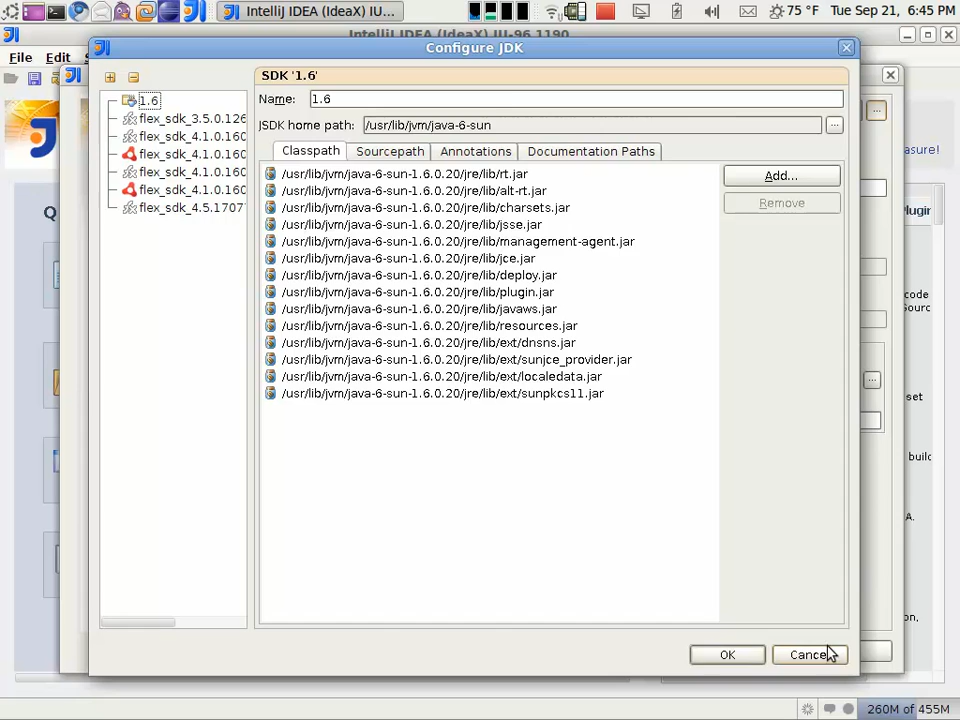 IntelliJ IDEA (IdeaX) IU...
75 °F
Tue Sep 21, 6:45 PM
IntelliJ IDEA (IdeaX) IU-96.1190
File Edit
Configure JDK
1.6
flex_sdk_3.5.0.126
flex_sdk_4.1.0.160
flex_sdk_4.1.0.160
flex_sdk_4.1.0.160
flex_sdk_4.1.0.160
flex_sdk_4.5.1707
SDK '1.6'
Name: 1.6
JSDK home path: /usr/lib/jvm/java-6-sun ...
Classpath Sourcepath Annotations Documentation Paths
/usr/lib/jvm/java-6-sun-1.6.0.20/jre/lib/rt.jar
/usr/lib/jvm/java-6-sun-1.6.0.20/jre/lib/alt-rt.jar
/usr/lib/jvm/java-6-sun-1.6.0.20/jre/lib/charsets.jar
/usr/lib/jvm/java-6-sun-1.6.0.20/jre/lib/jsse.jar
/usr/lib/jvm/java-6-sun-1.6.0.20/jre/lib/management-agent.jar
/usr/lib/jvm/java-6-sun-1.6.0.20/jre/lib/jce.jar
/usr/lib/jvm/java-6-sun-1.6.0.20/jre/lib/deploy.jar
/usr/lib/jvm/java-6-sun-1.6.0.20/jre/lib/plugin.jar
/usr/lib/jvm/java-6-sun-1.6.0.20/jre/lib/javaws.jar
/usr/lib/jvm/java-6-sun-1.6.0.20/jre/lib/resources.jar
/usr/lib/jvm/java-6-sun-1.6.0.20/jre/lib/ext/dnsns.jar
/usr/lib/jvm/java-6-sun-1.6.0.20/jre/lib/ext/sunjce_provider.jar
/usr/lib/jvm/java-6-sun-1.6.0.20/jre/lib/ext/localedata.jar
/usr/lib/jvm/java-6-sun-1.6.0.20/jre/lib/ext/sunpkcs11.jar
Add...
Remove
OK
Cancel
...
asure!
Plugin
code
Source
...
set
build
A.
on,
Q
260M of 455M